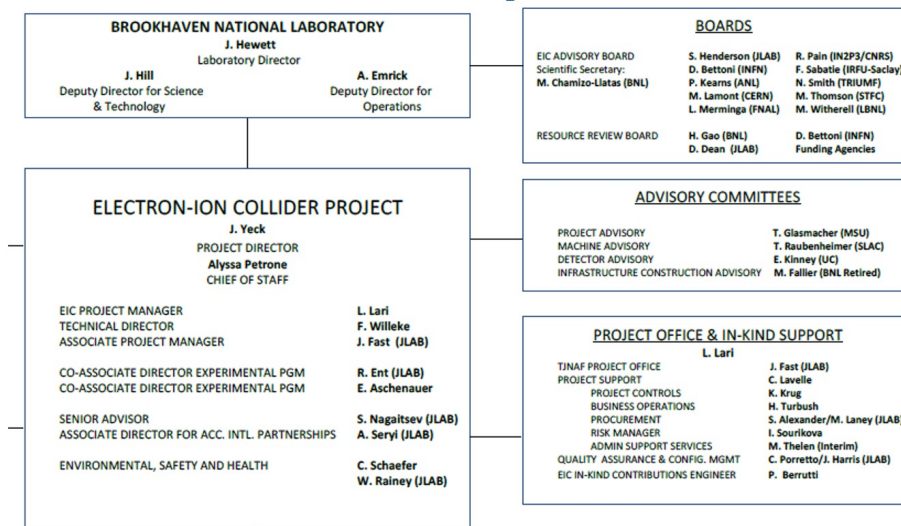 BROOKHAVEN NATIONAL LABORATORY
J. Hewett
Laboratory Director
J. Hill A. Emrick
Deputy Director for Science Deputy Director for
& Technology Operations
BOARDS
EIC ADVISORY BOARD S. Henderson (JLAB) R. Pain (IN2P3/CNRS)
Scientific Secretary: D. Bettoni (INFN) F. Sabatie (IRFU-Saclay)
M. Chamizo-Llatas (BNL) P. Kearns (ANL) N. Smith (TRIUMF)
M. Lamont (CERN) M. Thomson (STFC)
L. Merminga (FNAL) M. Witherell (LBNL)
RESOURCE REVIEW BOARD H. Gao (BNL) D. Bettoni (INFN)
D. Dean (JLAB) Funding Agencies
ELECTRON-ION COLLIDER PROJECT
J. Yeck
PROJECT DIRECTOR
Alyssa Petrone
CHIEF OF STAFF
EIC PROJECT MANAGER L. Lari
TECHNICAL DIRECTOR F. Willeke
ASSOCIATE PROJECT MANAGER J. Fast (JLAB)
CO-ASSOCIATE DIRECTOR EXPERIMENTAL PGM R. Ent (JLAB)
CO-ASSOCIATE DIRECTOR EXPERIMENTAL PGM E. Aschenauer
SENIOR ADVISOR S. Nagaitsev (JLAB)
ASSOCIATE DIRECTOR FOR ACC. INTL. PARTNERSHIPS A. Seryi (JLAB)
ENVIRONMENTAL, SAFETY AND HEALTH C. Schaefer
W. Rainey (JLAB)
ADVISORY COMMITTEES
PROJECT ADVISORY T. Glasmacher (MSU)
MACHINE ADVISORY T. Raubenheimer (SLAC)
DETECTOR ADVISORY E. Kinney (UC)
INFRASTRUCTURE CONSTRUCTION ADVISORY M. Fallier (BNL Retired)
PROJECT OFFICE & IN-KIND SUPPORT
L. Lari
TJNAF PROJECT OFFICE J. Fast (JLAB)
PROJECT SUPPORT C. Lavelle
PROJECT CONTROLS K. Krug
BUSINESS OPERATIONS H. Turbush
PROCUREMENT S. Alexander/M. Laney (JLAB)
RISK MANAGER I. Sourikova
ADMIN SUPPORT SERVICES M. Thelen (Interim)
QUALITY ASSURANCE & CONFIG. MGMT C. Porretto/J. Harris (JLAB)
EIC IN-KIND CONTRIBUTIONS ENGINEER P. Berrutti